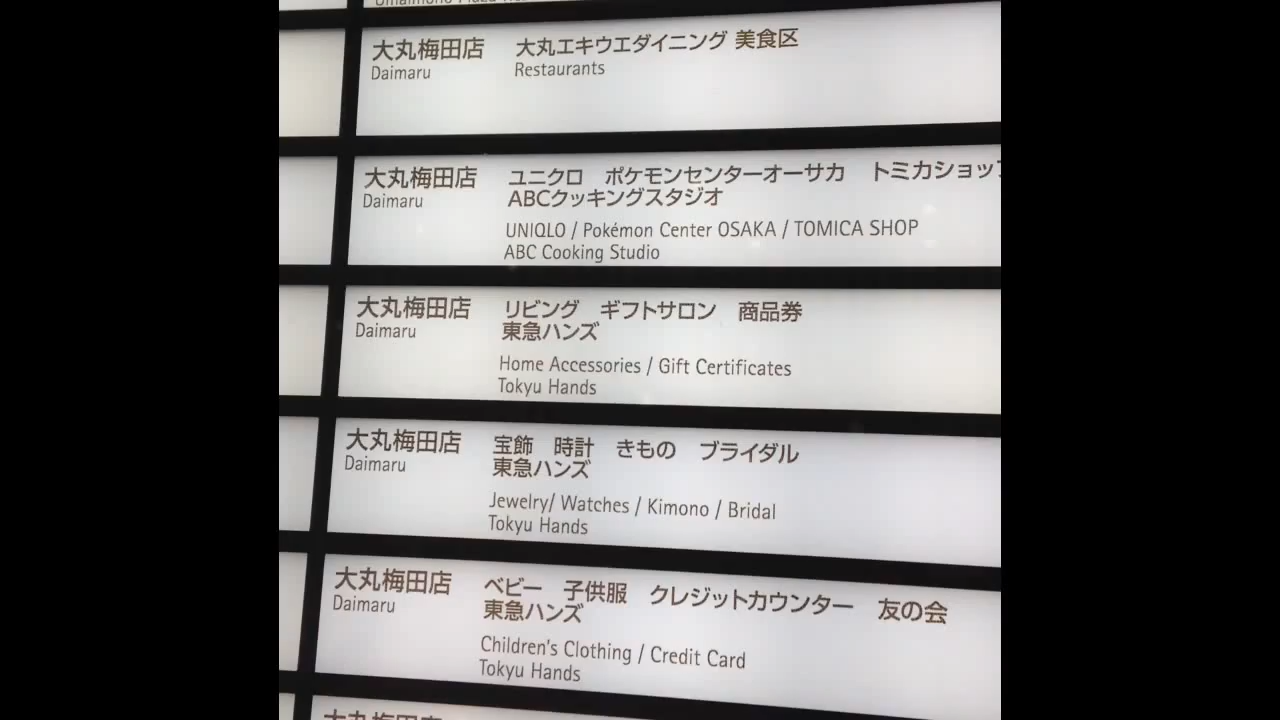 大丸梅田店 大丸エキウエダイニング 美食区
Daimaru Restaurants
大丸梅田店 ユニクロ ポケモンセンターオーサカ トミカショップ
Daimaru ABCクッキングスタジオ
UNIQLO / Pokémon Center OSAKA / TOMICA SHOP
ABC Cooking Studio
大丸梅田店 リビング ギフトサロン 商品券
Daimaru 東急ハンズ
Home Accessories / Gift Certificates
Tokyu Hands
大丸梅田店 宝飾 時計 きもの ブライダル
Daimaru 東急ハンズ
Jewelry/ Watches / Kimono / Bridal
Tokyu Hands
大丸梅田店 ベビー 子供服 クレジットカウンター 友の会
Daimaru 東急ハンズ
Children's Clothing / Credit Card
Tokyu Hands
大丸梅田店